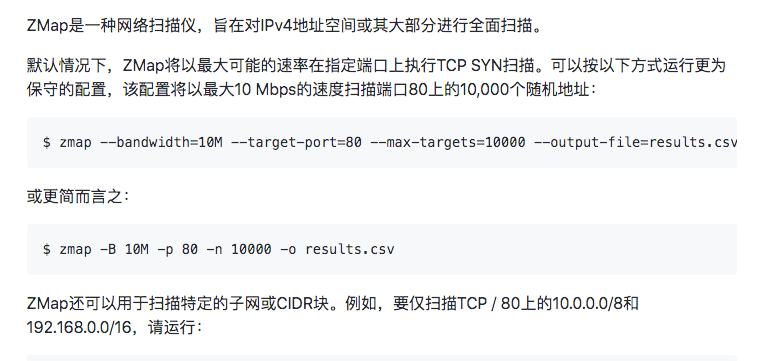 ZMap是一种网络扫描仪，旨在对IPv4地址空间或其大部分进行全面扫描。
默认情况下，ZMap将以最大可能的速率在指定端口上执行TCP SYN扫描。可以按以下方式运行更为
保守的配置，该配置将以最大10 Mbps的速度扫描端口80上的10,000个随机地址：
$ zmap --bandwidth=10M --target-port=80 --max-targets=10000 --output-file=results.csv
或更简而言之：
$ zmap -B 10M -p 80 -n 10000 -o results.csv
ZMap还可以用于扫描特定的子网或CIDR块。例如，要仅扫描TCP / 80上的10.0.0.0/8和
192.168.0.0/16，请运行：